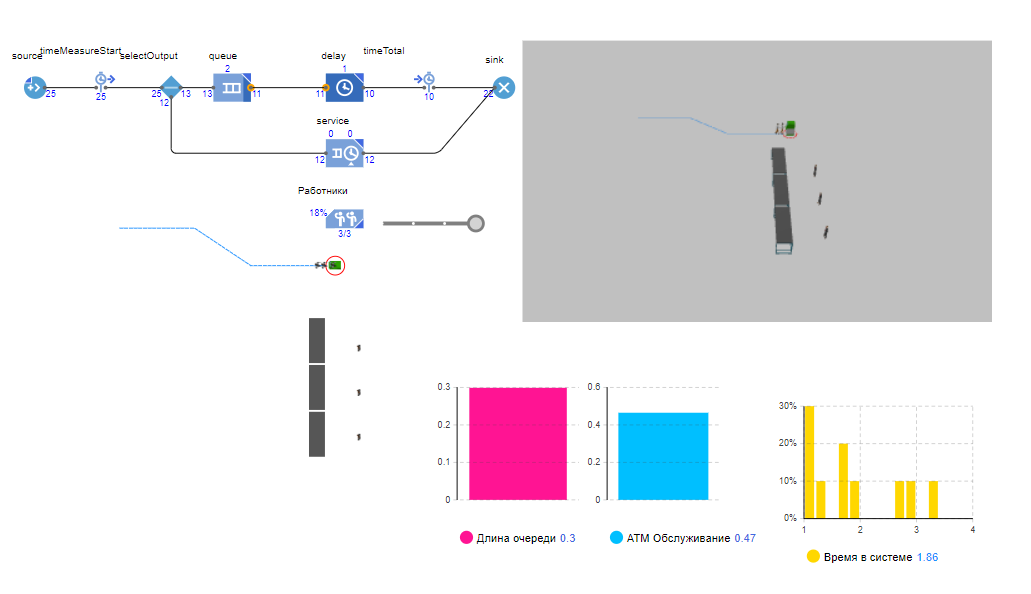 source
timeMeasureStart
selectOutput
queue
delay
timeTotal
sink
2
1
25
25
25
13
12
13
11
11
10
10
22
service
0 0
12
12
Работники
18%
3/3
0.3
0.2
0.1
0
Длина очереди 0.3
0.6
0.4
0.2
0
АТМ Обслуживание 0.47
30%
20%
10%
0%
1 2 3 4
Время в системе 1.86